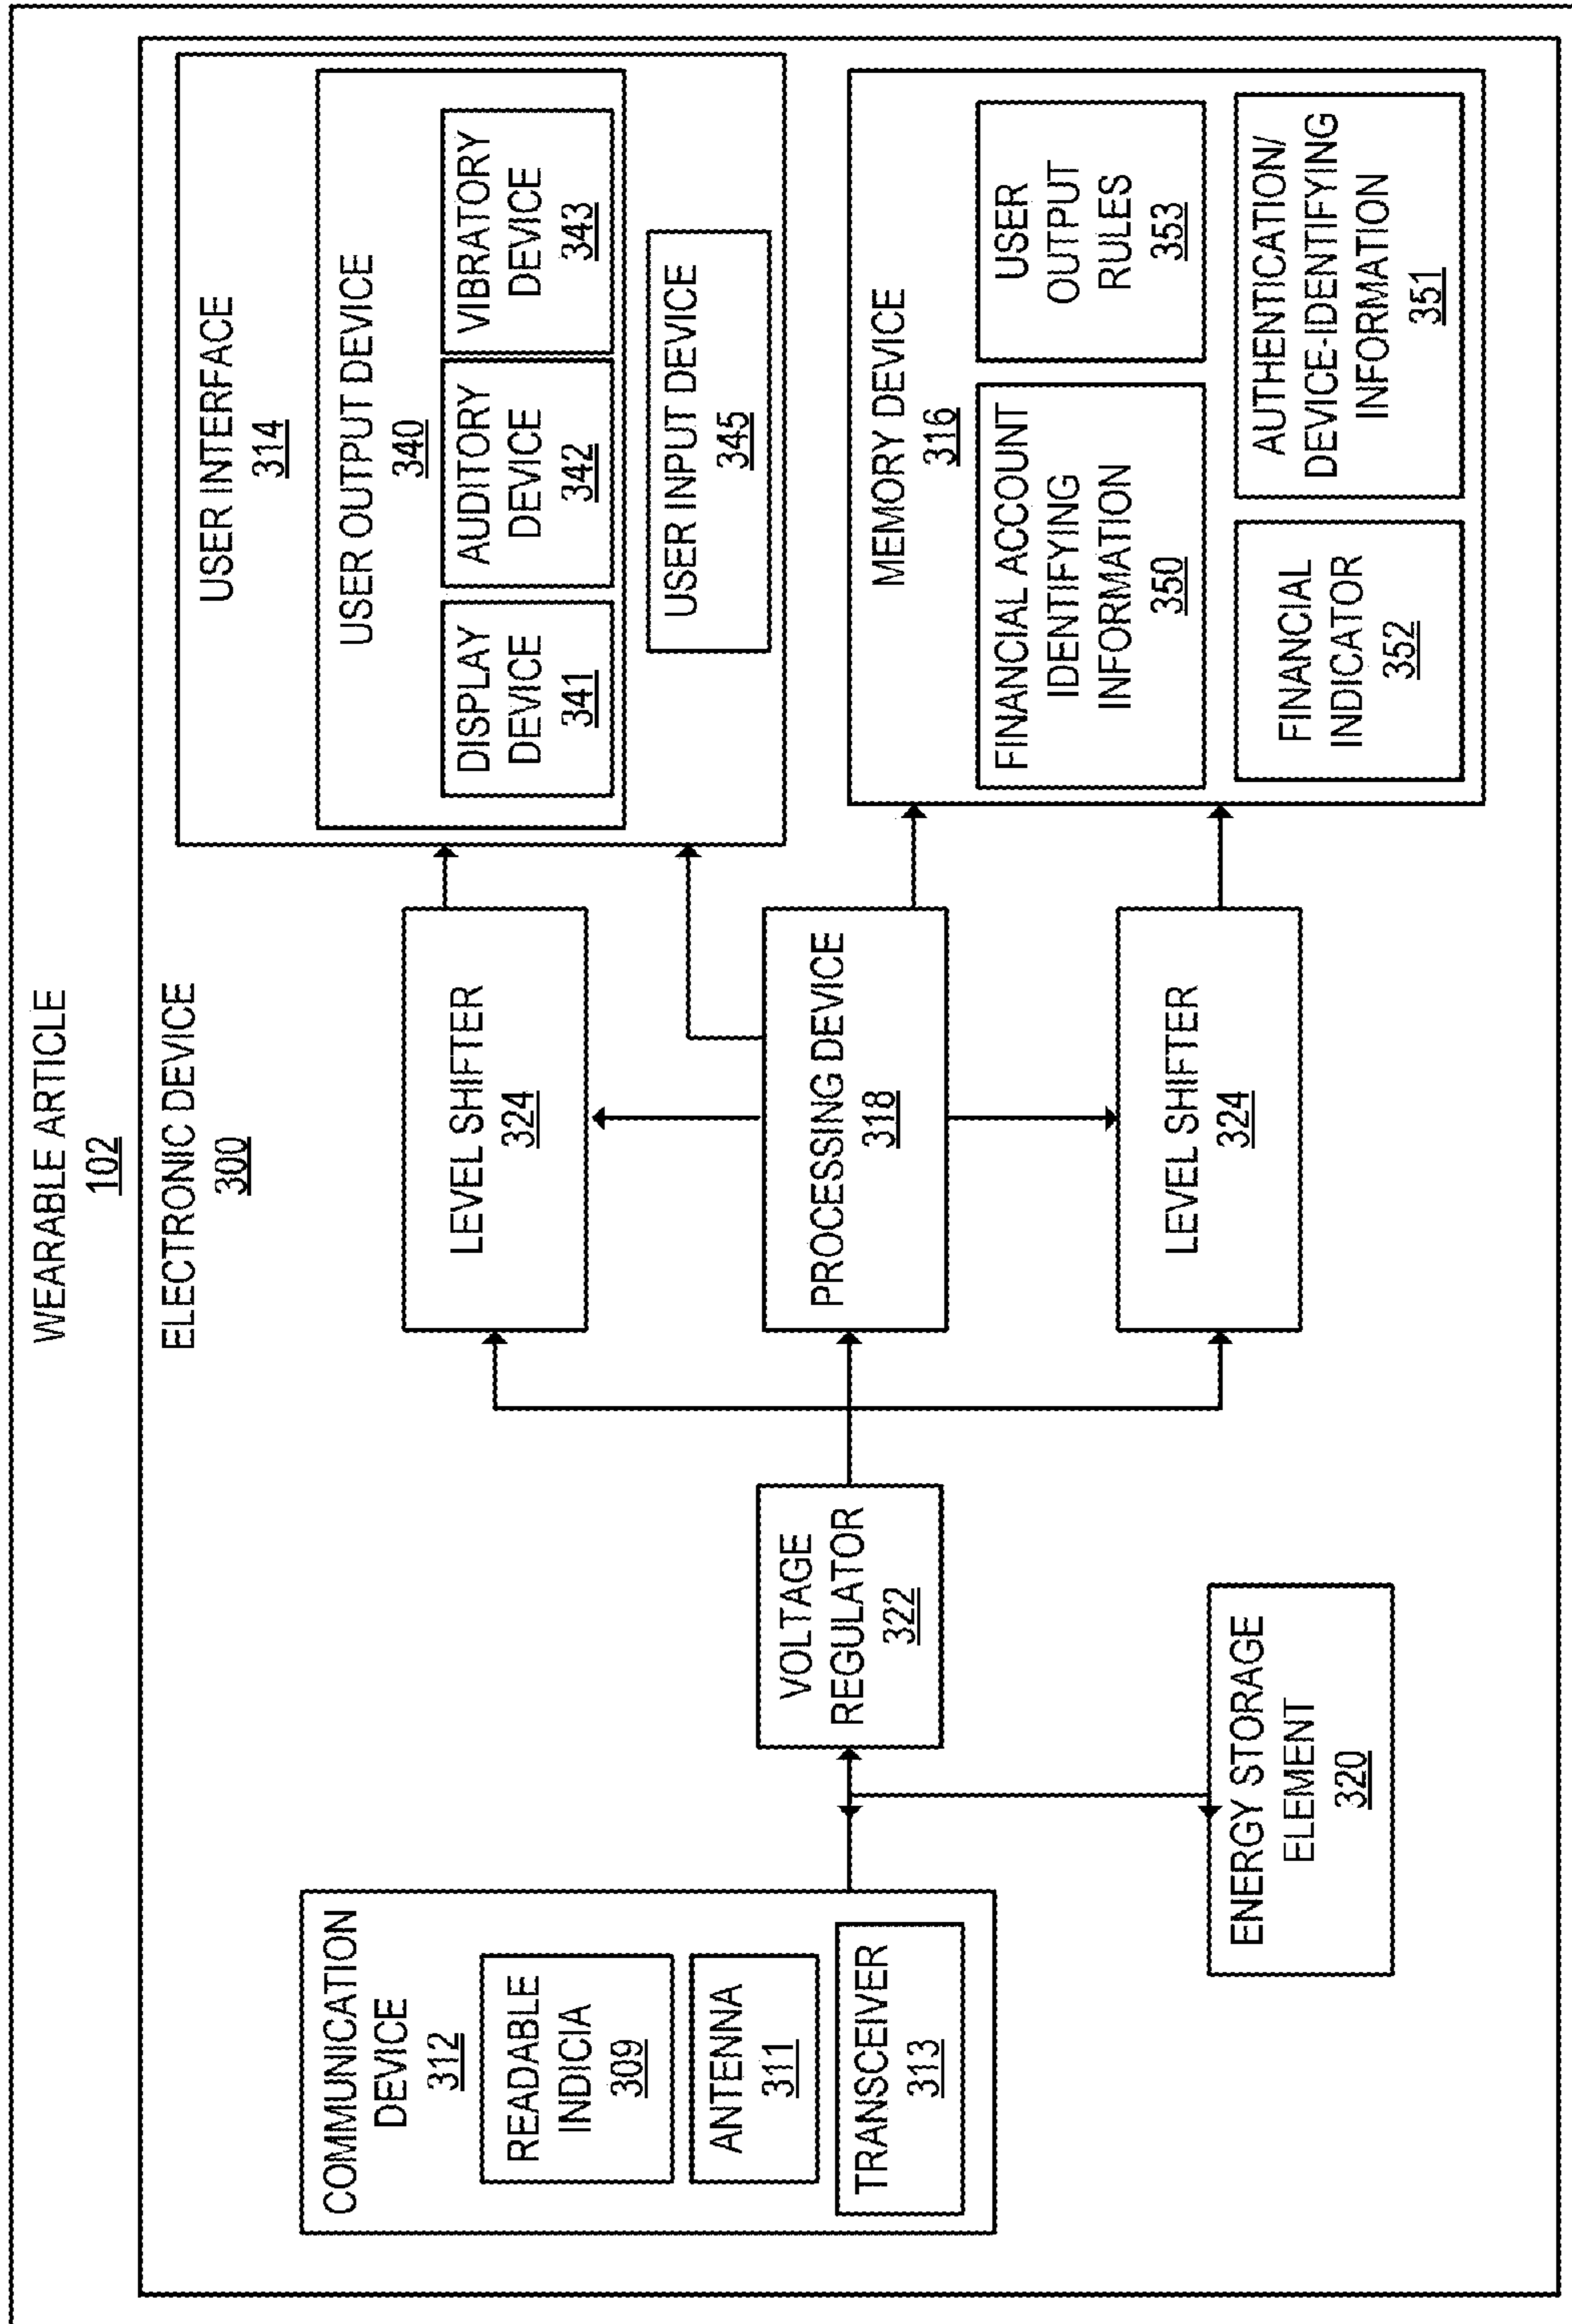 WEARABLE ARTICLE
102
ELECTRONIC DEVICE
300
COMMUNICATION
DEVICE
312
READABLE
INDICIA
309
ANTENNA
311
TRANSCEIVER
313
ENERGY STORAGE
ELEMENT
320
VOLTAGE
REGULATOR
322
LEVEL SHIFTER
324
PROCESSING DEVICE
318
LEVEL SHIFTER
324
USER INTERFACE
314
USER OUTPUT DEVICE
340
DISPLAY
DEVICE
341
AUDITORY
DEVICE
342
VIBRATORY
DEVICE
343
USER INPUT DEVICE
345
MEMORY DEVICE
316
FINANCIAL ACCOUNT
IDENTIFYING
INFORMATION
350
USER
OUTPUT
RULES
353
FINANCIAL
INDICATOR
352
AUTHENTICATION/
DEVICE-IDENTIFYING
INFORMATION
351